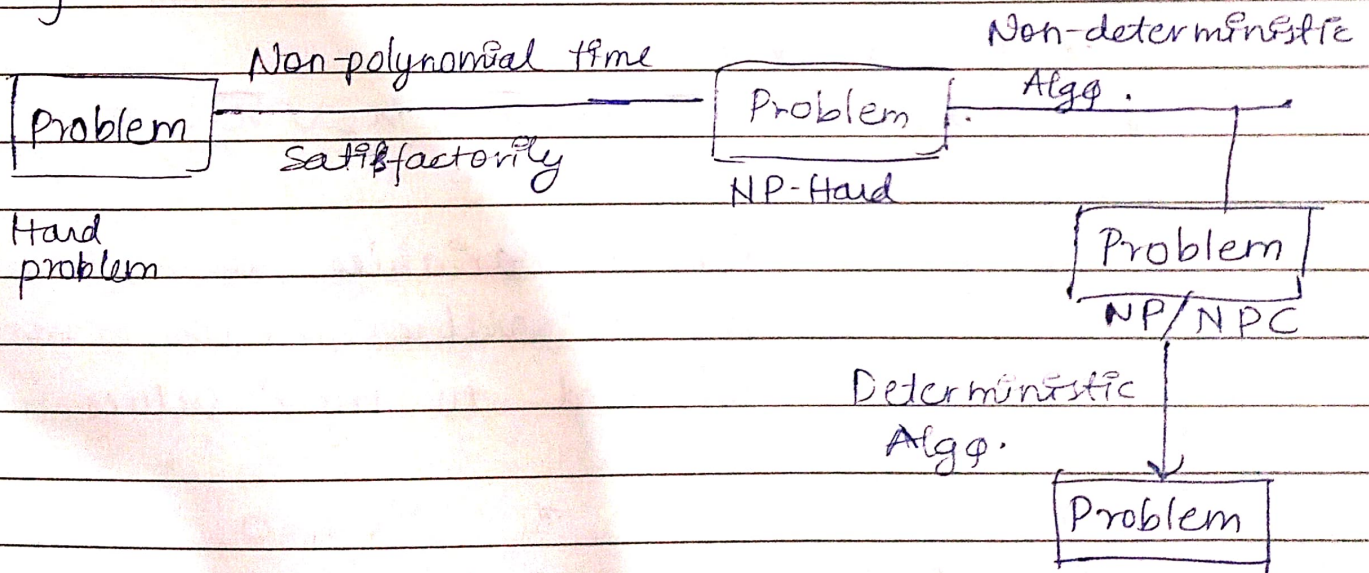 Non-deterministic
Non-polynomial time
Algo.
Problem
Problem
Satisfactorily
NP-Hard
Hard
problem
Problem
NP/NPC
Deterministic
Algo.
Problem